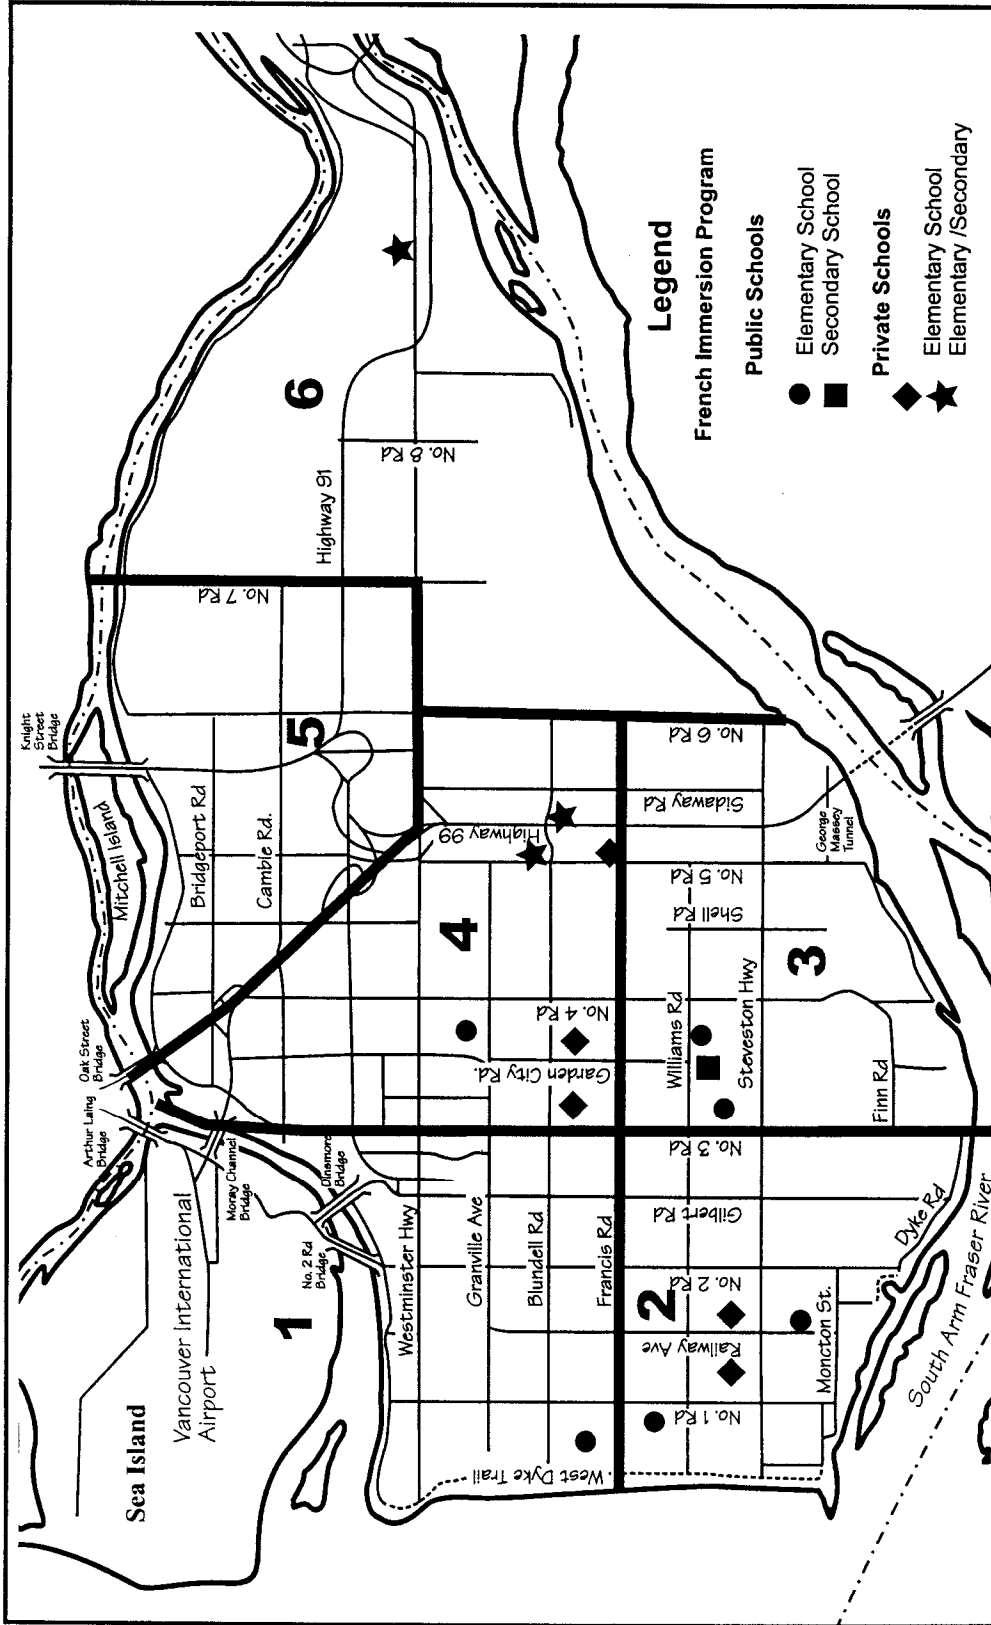 Knight
Street
Bridge
Mitchell Island
Oak Street
Bridge
Arthur Laing
Bridge
Moray Channel
Bridge
Dinsmore
Bridge
No. 2 Rd
Bridge
Sea Island
Vancouver International
Airport
Bridgeport Rd
Cambie Rd.
Highway 91
No. 7 Rd
No. 8 Rd
1
2
3
4
5
6
Westminster Hwy
Granville Ave
Blundell Rd
Francis Rd
Williams Rd
Steveston Hwy
Finn Rd
Moncton St.
Dyke Rd
West Dyke Trail
No. 1 Rd
Railway Ave
No. 2 Rd
Gilbert Rd
No. 3 Rd
Garden City Rd.
No. 4 Rd
Shell Rd
No. 5 Rd
Highway 99
Sidaway Rd
No. 6 Rd
George
Massey
Tunnel
South Arm Fraser River
Legend
French Immersion Program
Public Schools
Elementary School
Secondary School
Private Schools
Elementary School
Elementary /Secondary